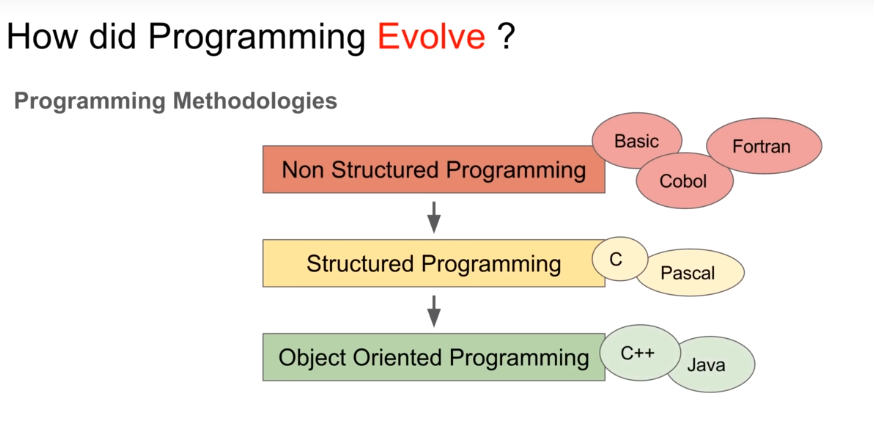 How did Programming Evolve ?
Programming Methodologies
Non Structured Programming
Basic
Cobol
Fortran
Structured Programming
C
Pascal
Object Oriented Programming
C++
Java